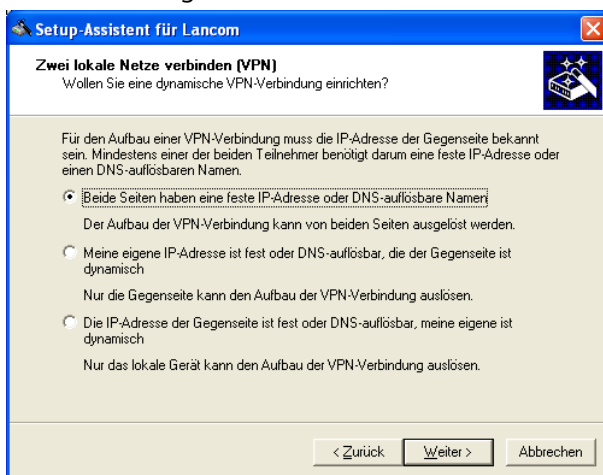 Setup-Assistent für Lancom
Zwei lokale Netze verbinden (VPN)
Wollen Sie eine dynamische VPN-Verbindung einrichten?
Für den Aufbau einer VPN-Verbindung muss die IP-Adresse der Gegenseite bekannt
sein. Mindestens einer der beiden Teilnehmer benötigt darum eine feste IP-Adresse oder
einen DNS-auflösbaren Namen.
Beide Seiten haben eine feste IP-Adresse oder DNS-auflösbare Namen
Der Aufbau der VPN-Verbindung kann von beiden Seiten ausgelöst werden.
Meine eigene IP-Adresse ist fest oder DNS-auflösbar, die der Gegenseite ist
dynamisch
Nur die Gegenseite kann den Aufbau der VPN-Verbindung auslösen.
Die IP-Adresse der Gegenseite ist fest oder DNS-auflösbar, meine eigene ist
dynamisch
Nur das lokale Gerät kann den Aufbau der VPN-Verbindung auslösen.
< Zurück Weiter > Abbrechen